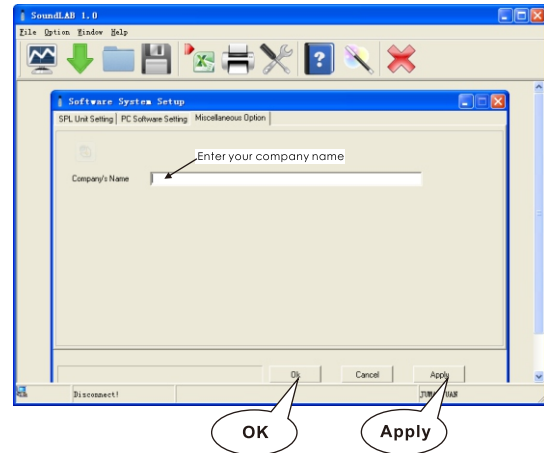 SoundLAB 1.0
File Option Window Help
Software System Setup
SPL Unit Setting PC Software Setting Miscellaneous Option
Enter your company name
Company's Name
Ok Cancel Apply
Disconnect!
OK Apply